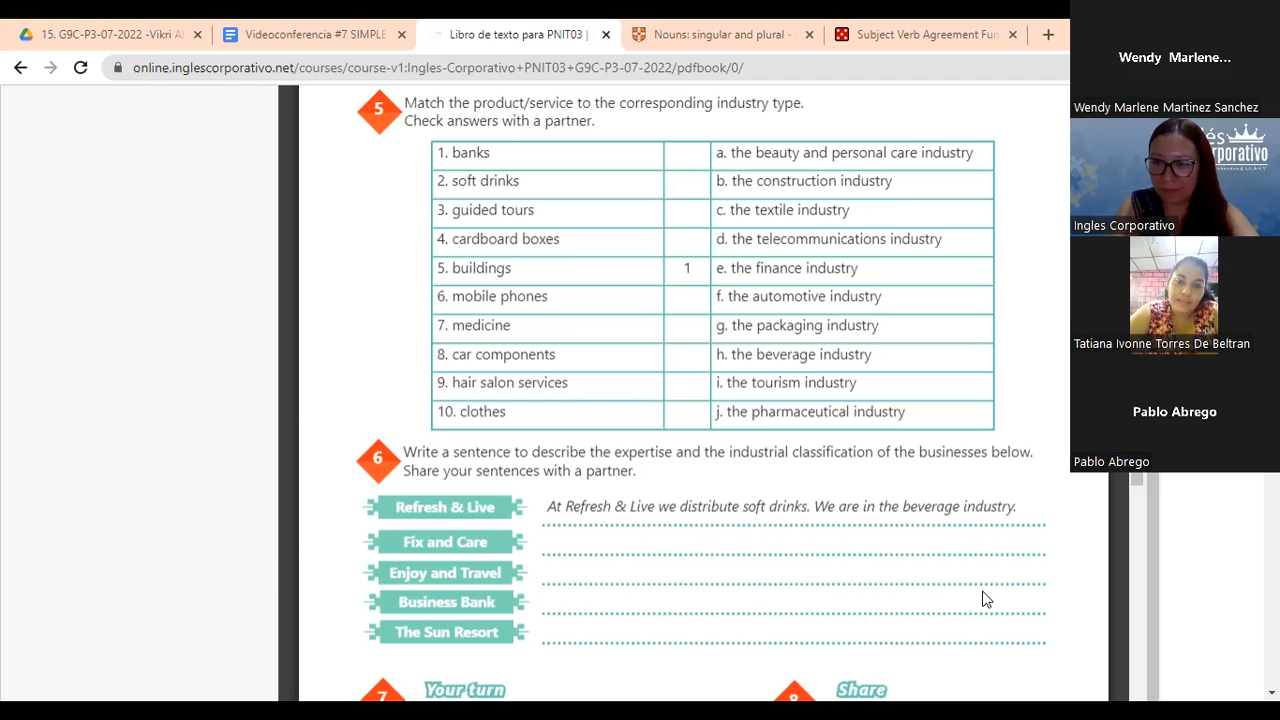 15. G9C-P3-07-2022 -Vikri Al
Videoconferencia #7 SIMPLE
Libro de texto para PNIT03 |
Nouns: singular and plural -
Subject Verb Agreement Fun
online.inglescorporativo.net/courses/course-v1:Ingles-Corporativo+PNIT03+G9C-P3-07-2022/pdfbook/0/
5
Match the product/service to the corresponding industry type.
Check answers with a partner.
1. banks
a. the beauty and personal care industry
2. soft drinks
b. the construction industry
3. guided tours
c. the textile industry
4. cardboard boxes
d. the telecommunications industry
5. buildings
1
e. the finance industry
6. mobile phones
f. the automotive industry
7. medicine
g. the packaging industry
8. car components
h. the beverage industry
9. hair salon services
i. the tourism industry
10. clothes
j. the pharmaceutical industry
6
Write a sentence to describe the expertise and the industrial classification of the businesses below.
Share your sentences with a partner.
Refresh & Live
At Refresh & Live we distribute soft drinks. We are in the beverage industry.
Fix and Care
Enjoy and Travel
Business Bank
The Sun Resort
7
Your turn
8
Share
Wendy Marlene...
Wendy Marlene Martinez Sanchez
Ingles Corporativo
Tatiana Ivonne Torres De Beltran
Pablo Abrego
Pablo Abrego